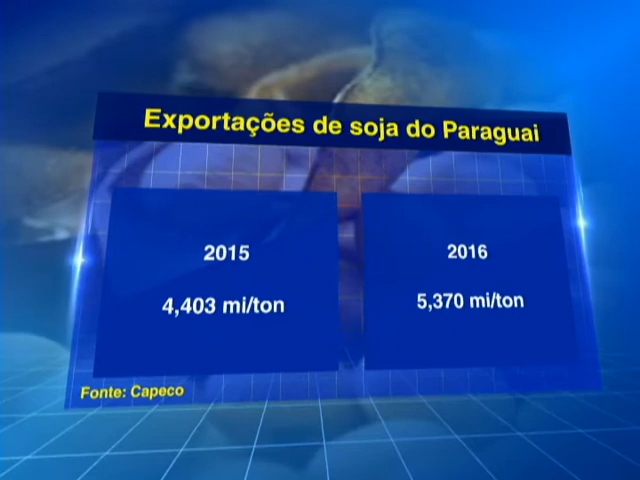 Exportações de soja do Paraguai
2015
4,403 mi/ton
2016
5,370 mi/ton
Fonte: Capeco